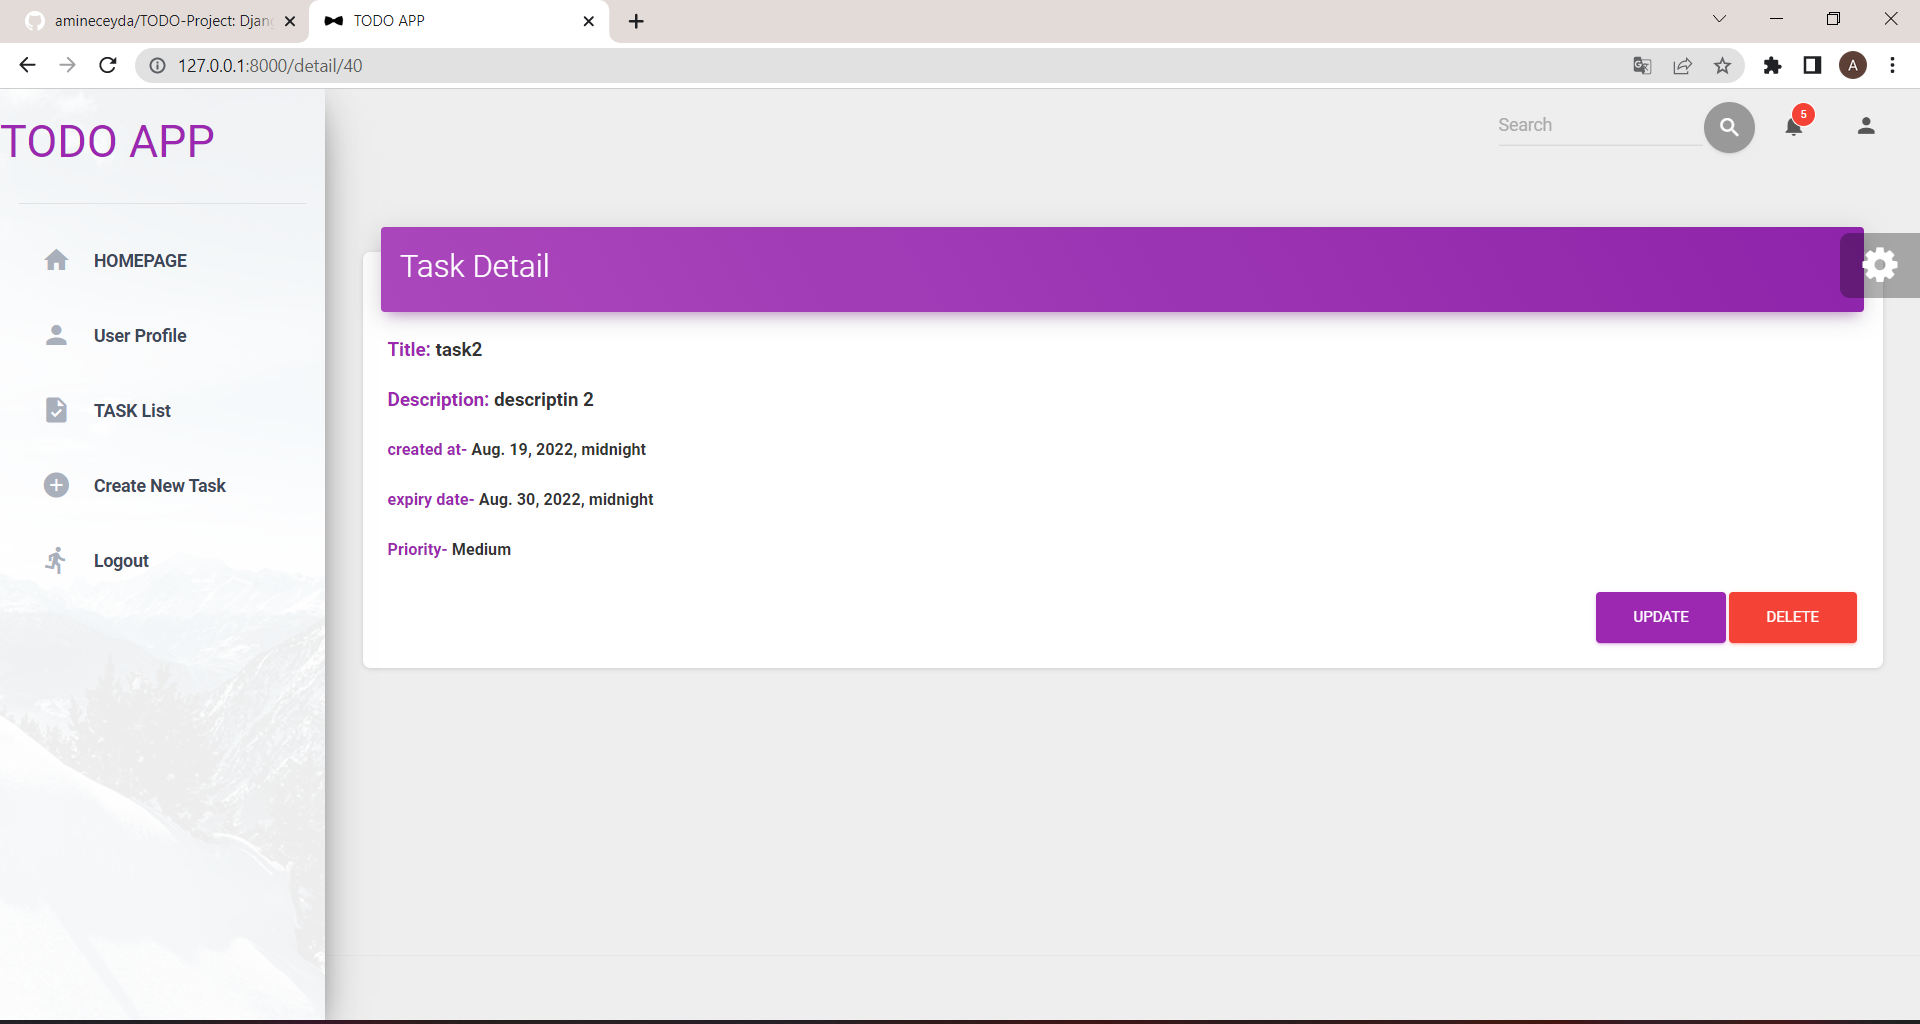 amineceyda/TODO-Project: Djan
TODO APP
127.0.0.1:8000/detail/40
A
TODO APP
Search
5
HOMEPAGE
User Profile
TASK List
Create New Task
Logout
Task Detail
Title: task2
Description: descriptin 2
created at- Aug. 19, 2022, midnight
expiry date- Aug. 30, 2022, midnight
Priority- Medium
UPDATE DELETE